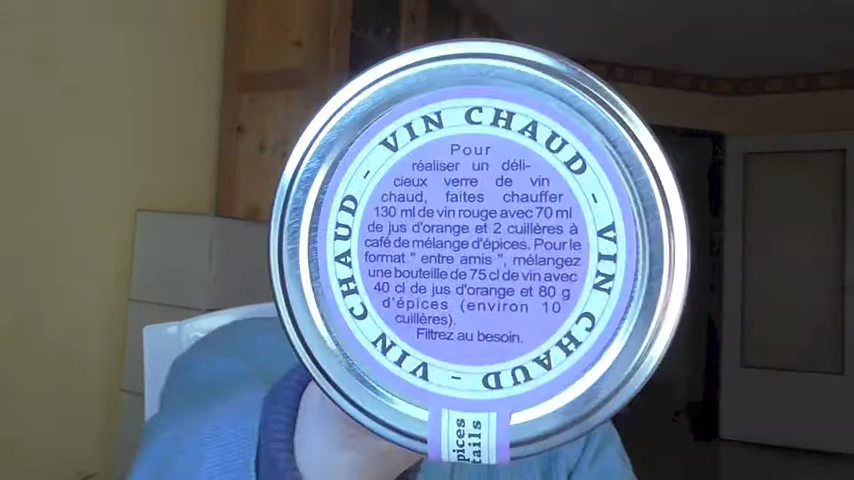 VIN CHAUD - VIN CHAUD - VIN CHAUD -
Pour
réaliser un déli-
cieux verre de vin
chaud, faites chauffer
130 ml de vin rouge avec 70 ml
de jus d'orange et 2 cuillères à
café de mélange d'épices. Pour le
format " entre amis ", mélangez
une bouteille de 75 cl de vin avec
40 cl de jus d'orange et 80 g
d'épices (environ 10
cuillères).
Filtrez au besoin.